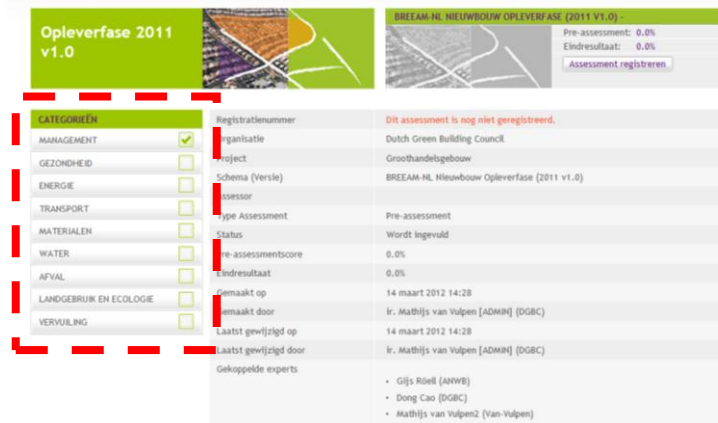 Opleverfase 2011
v1.0
BREEAM-NL NIEUWBOUW OPLEVERFASE (2011 V1.0) -
Pre-assessment: 0.0%
Eindresultaat: 0.0%
Assessment registreren
CATEGORIEËN
MANAGEMENT
GEZONDHEID
ENERGIE
TRANSPORT
MATERIALEN
WATER
AFVAL
LANDGEBRUIK EN ECOLOGIE
VERVUILING
Registratienummer Dit assessment is nog niet geregistreerd.
Organisatie Dutch Green Building Council
Project Groothandelsgebouw
Schema (Versie) BREEAM-NL Nieuwbouw Opleverfase (2011 v1.0)
Assessor
Type Assessment Pre-assessment
Status Wordt ingevuld
Pre-assessmentscore 0.0%
Eindresultaat 0.0%
Gemaakt op 14 maart 2012 14:28
Gemaakt door ir. Mathijs van Vulpen [ADMIN] (DGBC)
Laatst gewijzigd op 14 maart 2012 14:28
Laatst gewijzigd door ir. Mathijs van Vulpen [ADMIN] (DGBC)
Gekoppelde experts
• Gijs Röell (ANWB)
• Dong Cao (DGBC)
• Mathijs van Vulpen2 (Van-Vulpen)